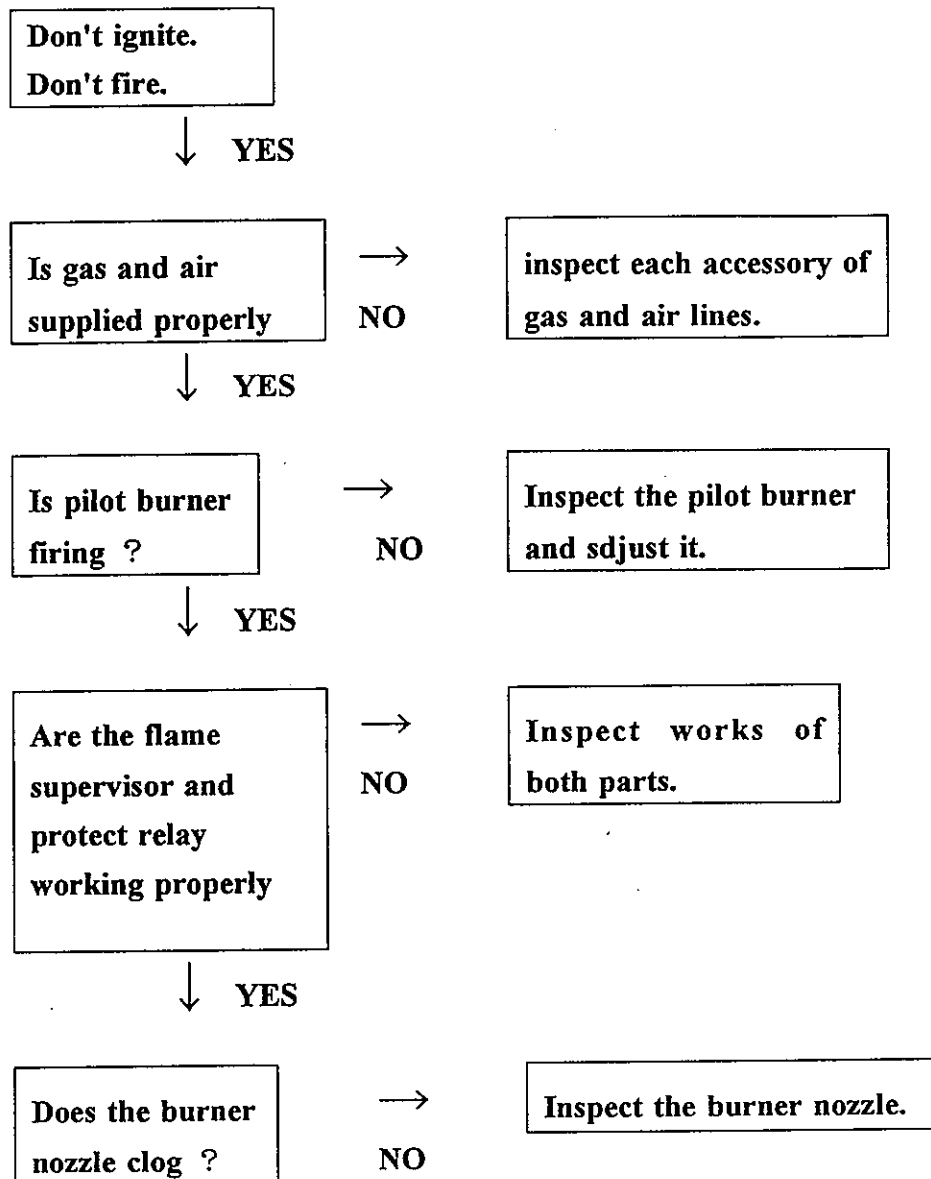 Don't ignite.
Don't fire.
↓ YES
Is gas and air
supplied properly
→
NO
inspect each accessory of
gas and air lines.
↓ YES
Is pilot burner
firing ?
→
NO
Inspect the pilot burner
and sdjust it.
↓ YES
Are the flame
supervisor and
protect relay
working properly
→
NO
Inspect works of
both parts.
↓ YES
Does the burner
nozzle clog ?
→
NO
Inspect the burner nozzle.